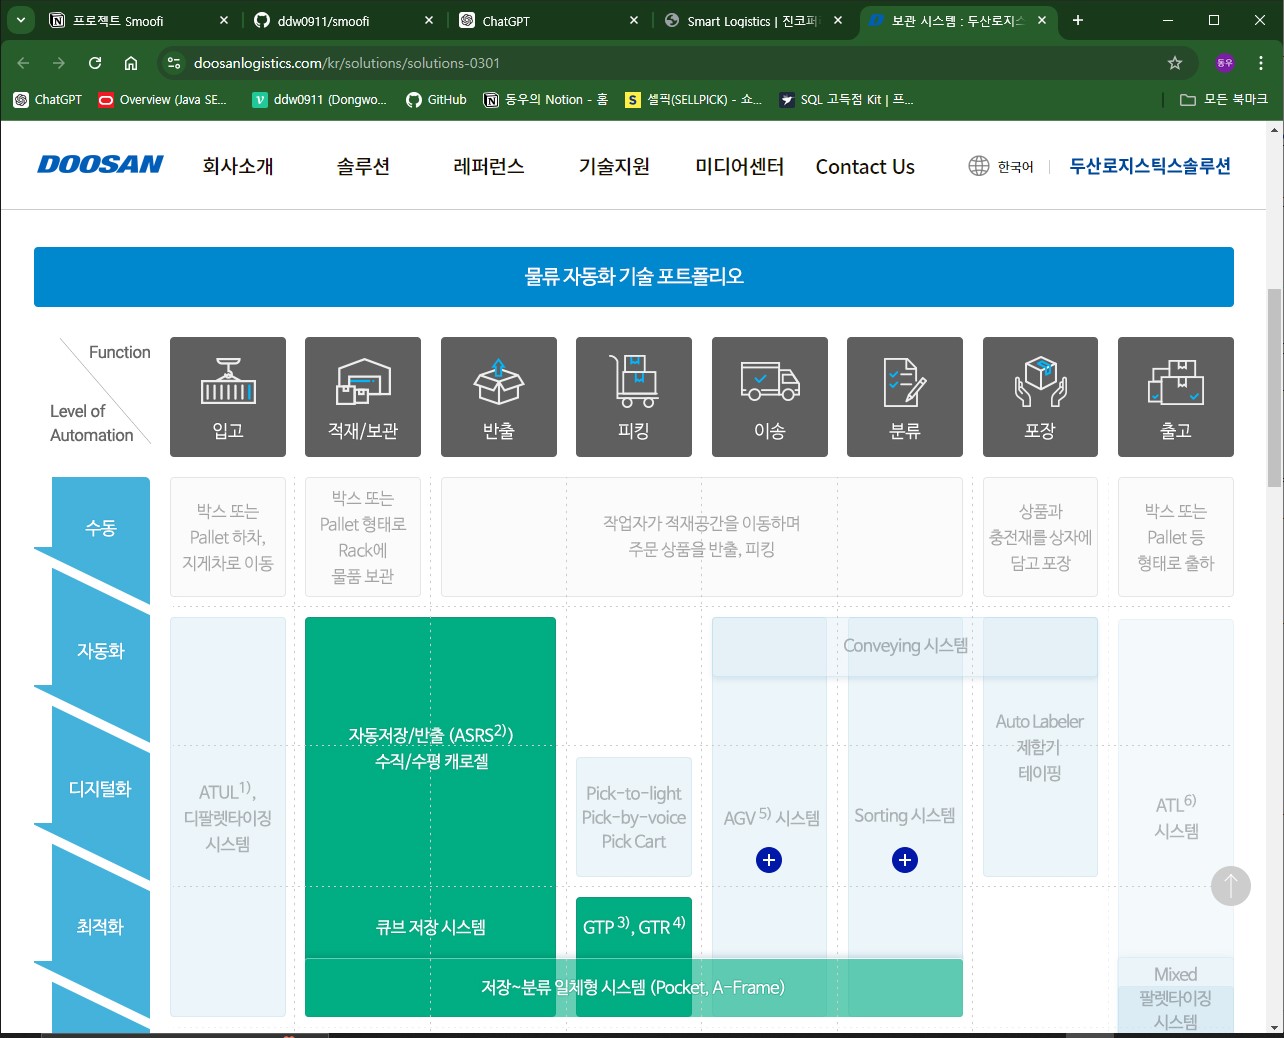 프로젝트 Smoofi
ddw0911/smoofi
ChatGPT
Smart Logistics | 진코퍼
보관 시스템 : 두산로지스
doosanlogistics.com/kr/solutions/solutions-0301
동우
ChatGPT
Overview (Java SE...
ddw0911 (Dongwo...
GitHub
동우의 Notion - 홈
셀픽(SELLPICK) - 쇼...
SQL 고득점 Kit | 프...
모든 북마크
DOOSAN
회사소개
솔루션
레퍼런스
기술지원
미디어센터
Contact Us
한국어
두산로지스틱스솔루션
물류 자동화 기술 포트폴리오
Function
Level of
Automation
입고
적재/보관
반출
피킹
이송
분류
포장
출고
수동
박스 또는
Pallet 하차,
지게차로 이동
박스 또는
Pallet 형태로
Rack에
물품 보관
작업자가 적재공간을 이동하며
주문 상품을 반출, 피킹
상품과
충전재를 상자에
담고 포장
박스 또는
Pallet 등
형태로 출하
자동화
디지털화
최적화
ATUL1),
디팔렛타이징
시스템
자동저장/반출 (ASRS2))
수직/수평 캐로젤
큐브 저장 시스템
Pick-to-light
Pick-by-voice
Pick Cart
GTP 3), GTR 4)
Conveying 시스템
AGV 5) 시스템
Sorting 시스템
Auto Labeler
제함기
테이핑
ATL6)
시스템
저장~분류 일체형 시스템 (Pocket, A-Frame)
Mixed
팔렛타이징
시스템